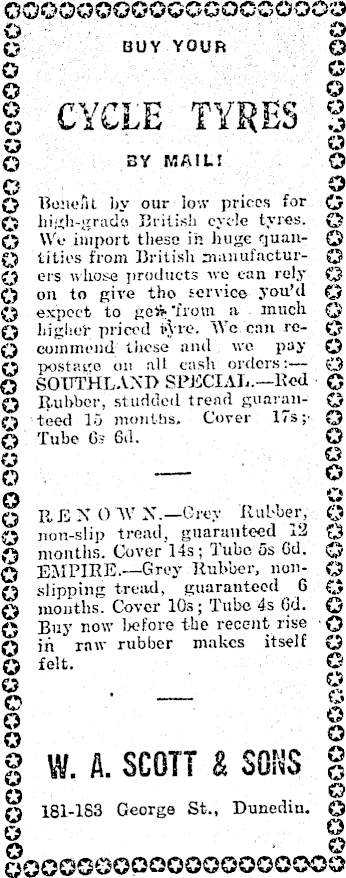 BUY YOUR
CYCLE TYRES
BY MAIL!
Benefit by our low prices for
high-grade British cycle tyres.
We import these in huge quan-
tities from British manufactur-
ers whose products we can rely
on to give the service you'd
expect to get from a much
higher priced tyre. We can re-
commend these and we pay
postage on all cash orders:—
SOUTHLAND SPECIAL.—Red
Rubber, studded tread guaran-
teed 15 months. Cover 17s;
Tube 6s 6d.
RENOWN.—Grey Rubber,
non-slip tread, guaranteed 12
months. Cover 14s; Tube 5s 6d.
EMPIRE.—Grey Rubber, non-
slipping tread, guaranteed 6
months. Cover 10s; Tube 4s 6d.
Buy now before the recent rise
in raw rubber makes itself
felt.
W. A. SCOTT & SONS
181-183 George St., Dunedin.